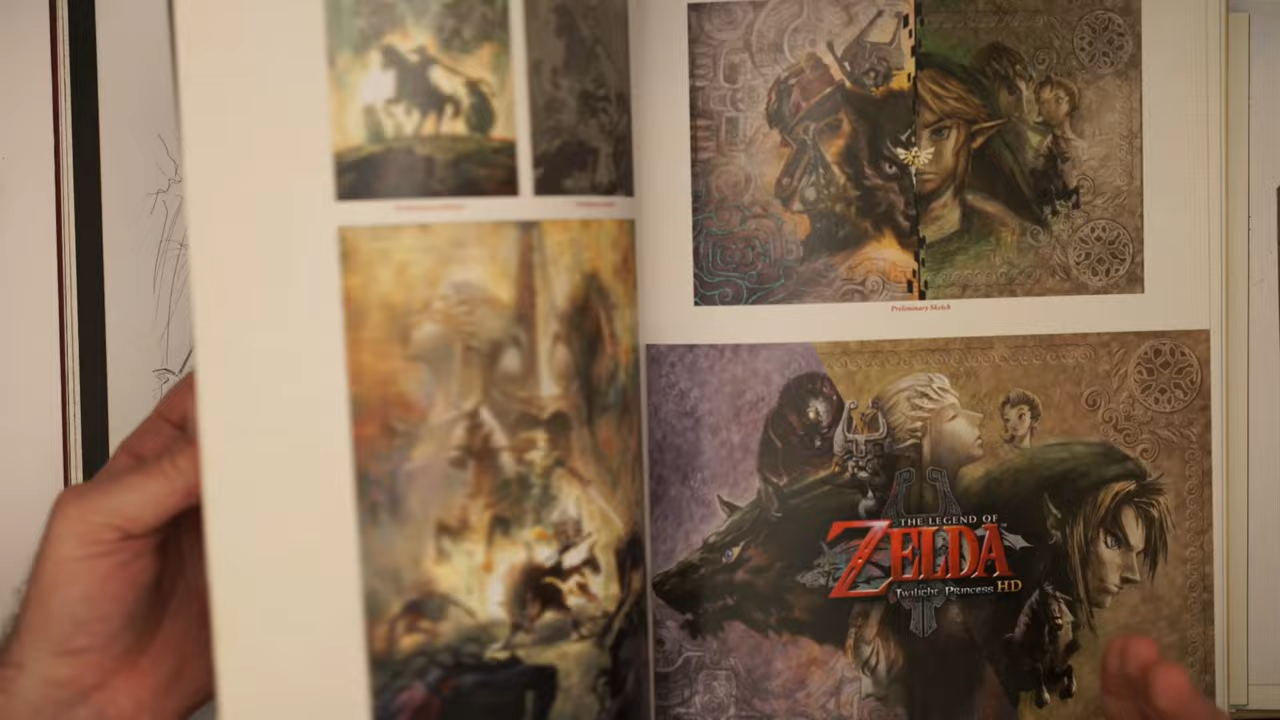 Preliminary Sketch
THE LEGEND OF
ZELDA
Twilight Princess HD